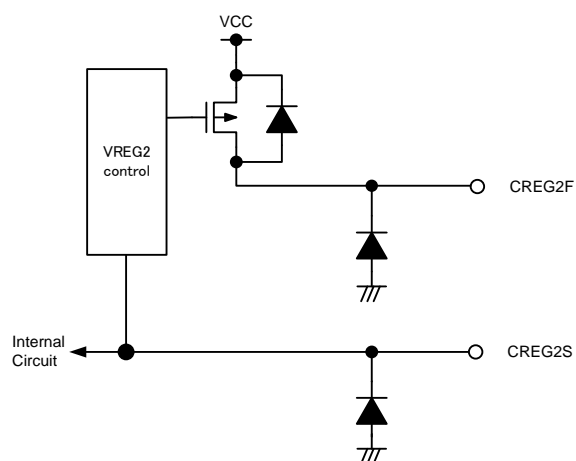 VCC
VREG2
control
CREG2F
Internal
Circuit
CREG2S